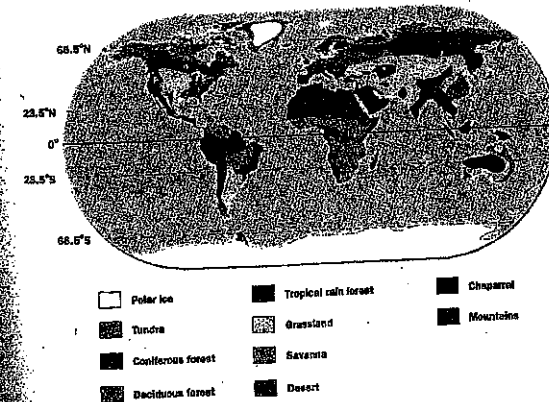 66.5°N
23.5°N
0°
23.5°S
66.5°S
Polar ice
Tundra
Coniferous forest
Deciduous forest
Tropical rain forest
Grassland
Savanna
Desert
Chaparral
Mountains